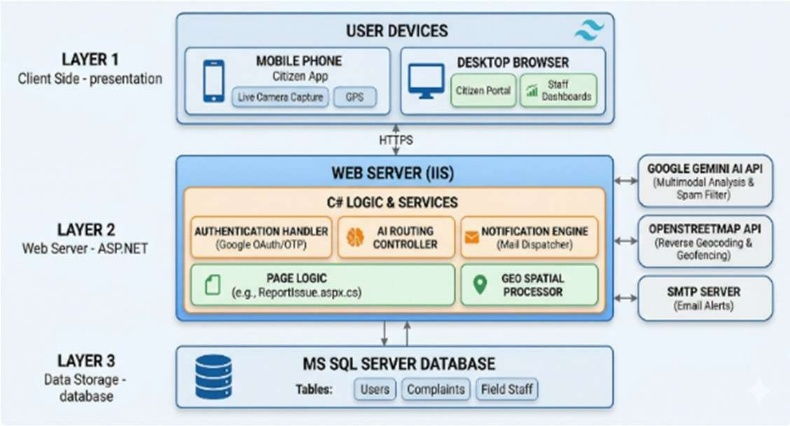 USER DEVICES
LAYER 1
Client Side - presentation
MOBILE PHONE
Citizen App
Live Camera Capture
GPS
DESKTOP BROWSER
Citizen Portal
Staff
Dashboards
HTTPS
LAYER 2
Web Server - ASP.NET
WEB SERVER (IIS)
C# LOGIC & SERVICES
AUTHENTICATION HANDLER
(Google OAuth/OTP)
AI ROUTING
CONTROLLER
NOTIFICATION ENGINE
(Mail Dispatcher)
PAGE LOGIC
(e.g., ReportIssue.aspx.cs)
GEO SPATIAL
PROCESSOR
GOOGLE GEMINI AI API
(Multimodal Analysis &
Spam Filter)
OPENSTREETMAP API
(Reverse Geocoding &
Geofencing)
SMTP SERVER
(Email Alerts)
LAYER 3
Data Storage -
database
MS SQL SERVER DATABASE
Tables:
Users
Complaints
Field Staff